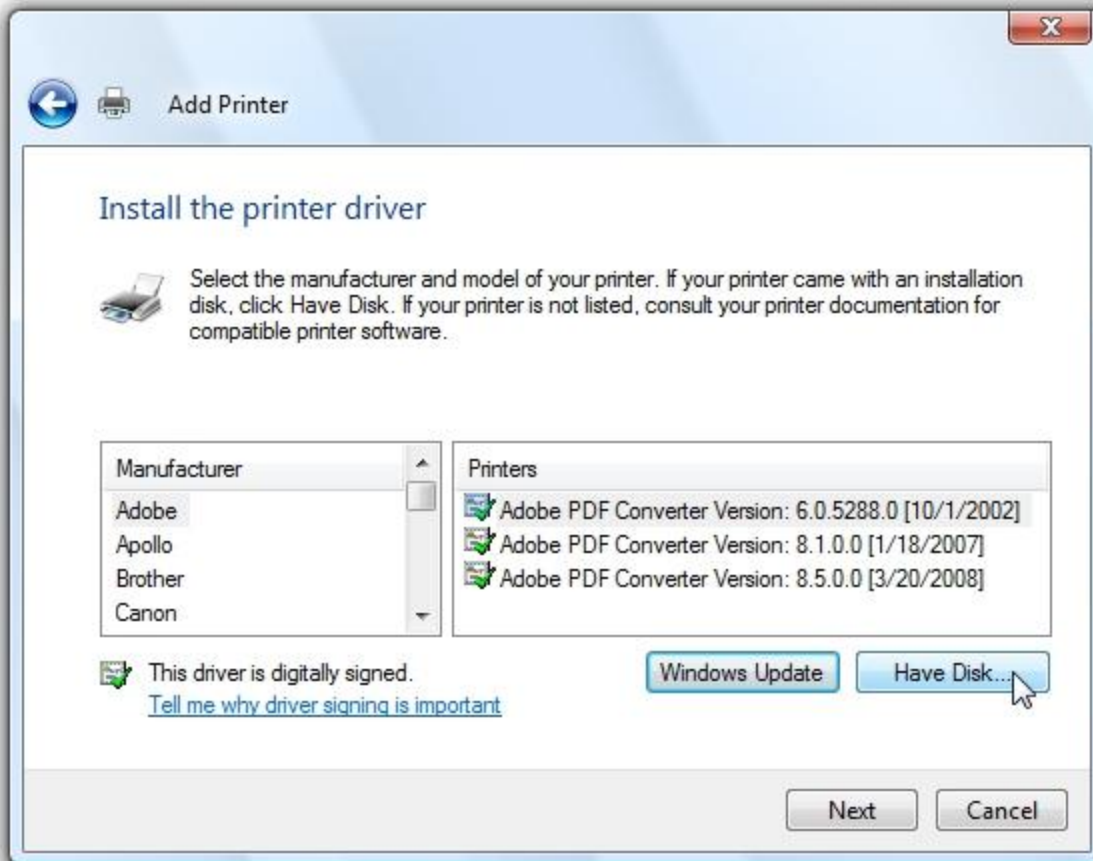 Add Printer
Install the printer driver
Select the manufacturer and model of your printer. If your printer came with an installation
disk, click Have Disk. If your printer is not listed, consult your printer documentation for
compatible printer software.
Manufacturer
Adobe
Apollo
Brother
Canon
Printers
Adobe PDF Converter Version: 6.0.5288.0 [10/1/2002]
Adobe PDF Converter Version: 8.1.0.0 [1/18/2007]
Adobe PDF Converter Version: 8.5.0.0 [3/20/2008]
This driver is digitally signed.
Tell me why driver signing is important
Windows Update
Have Disk...
Next
Cancel